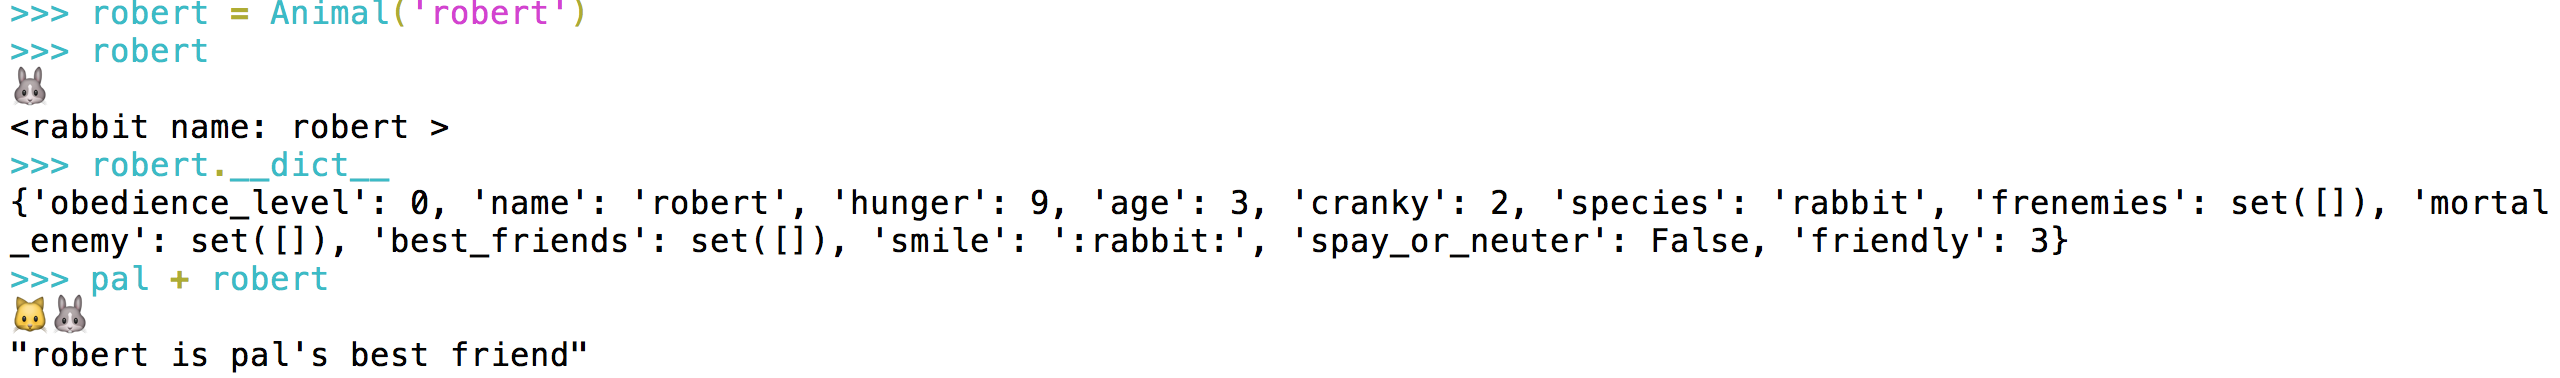 >>> robert = Animal('robert')
>>> robert
🐰
<rabbit name: robert >
>>> robert.__dict__
{'obedience_level': 0, 'name': 'robert', 'hunger': 9, 'age': 3, 'cranky': 2, 'species': 'rabbit', 'frenemies': set([]), 'mortal
_enemy': set([]), 'best_friends': set([]), 'smile': ':rabbit:', 'spay_or_neuter': False, 'friendly': 3}
>>> pal + robert
🐱🐰
"robert is pal's best friend"